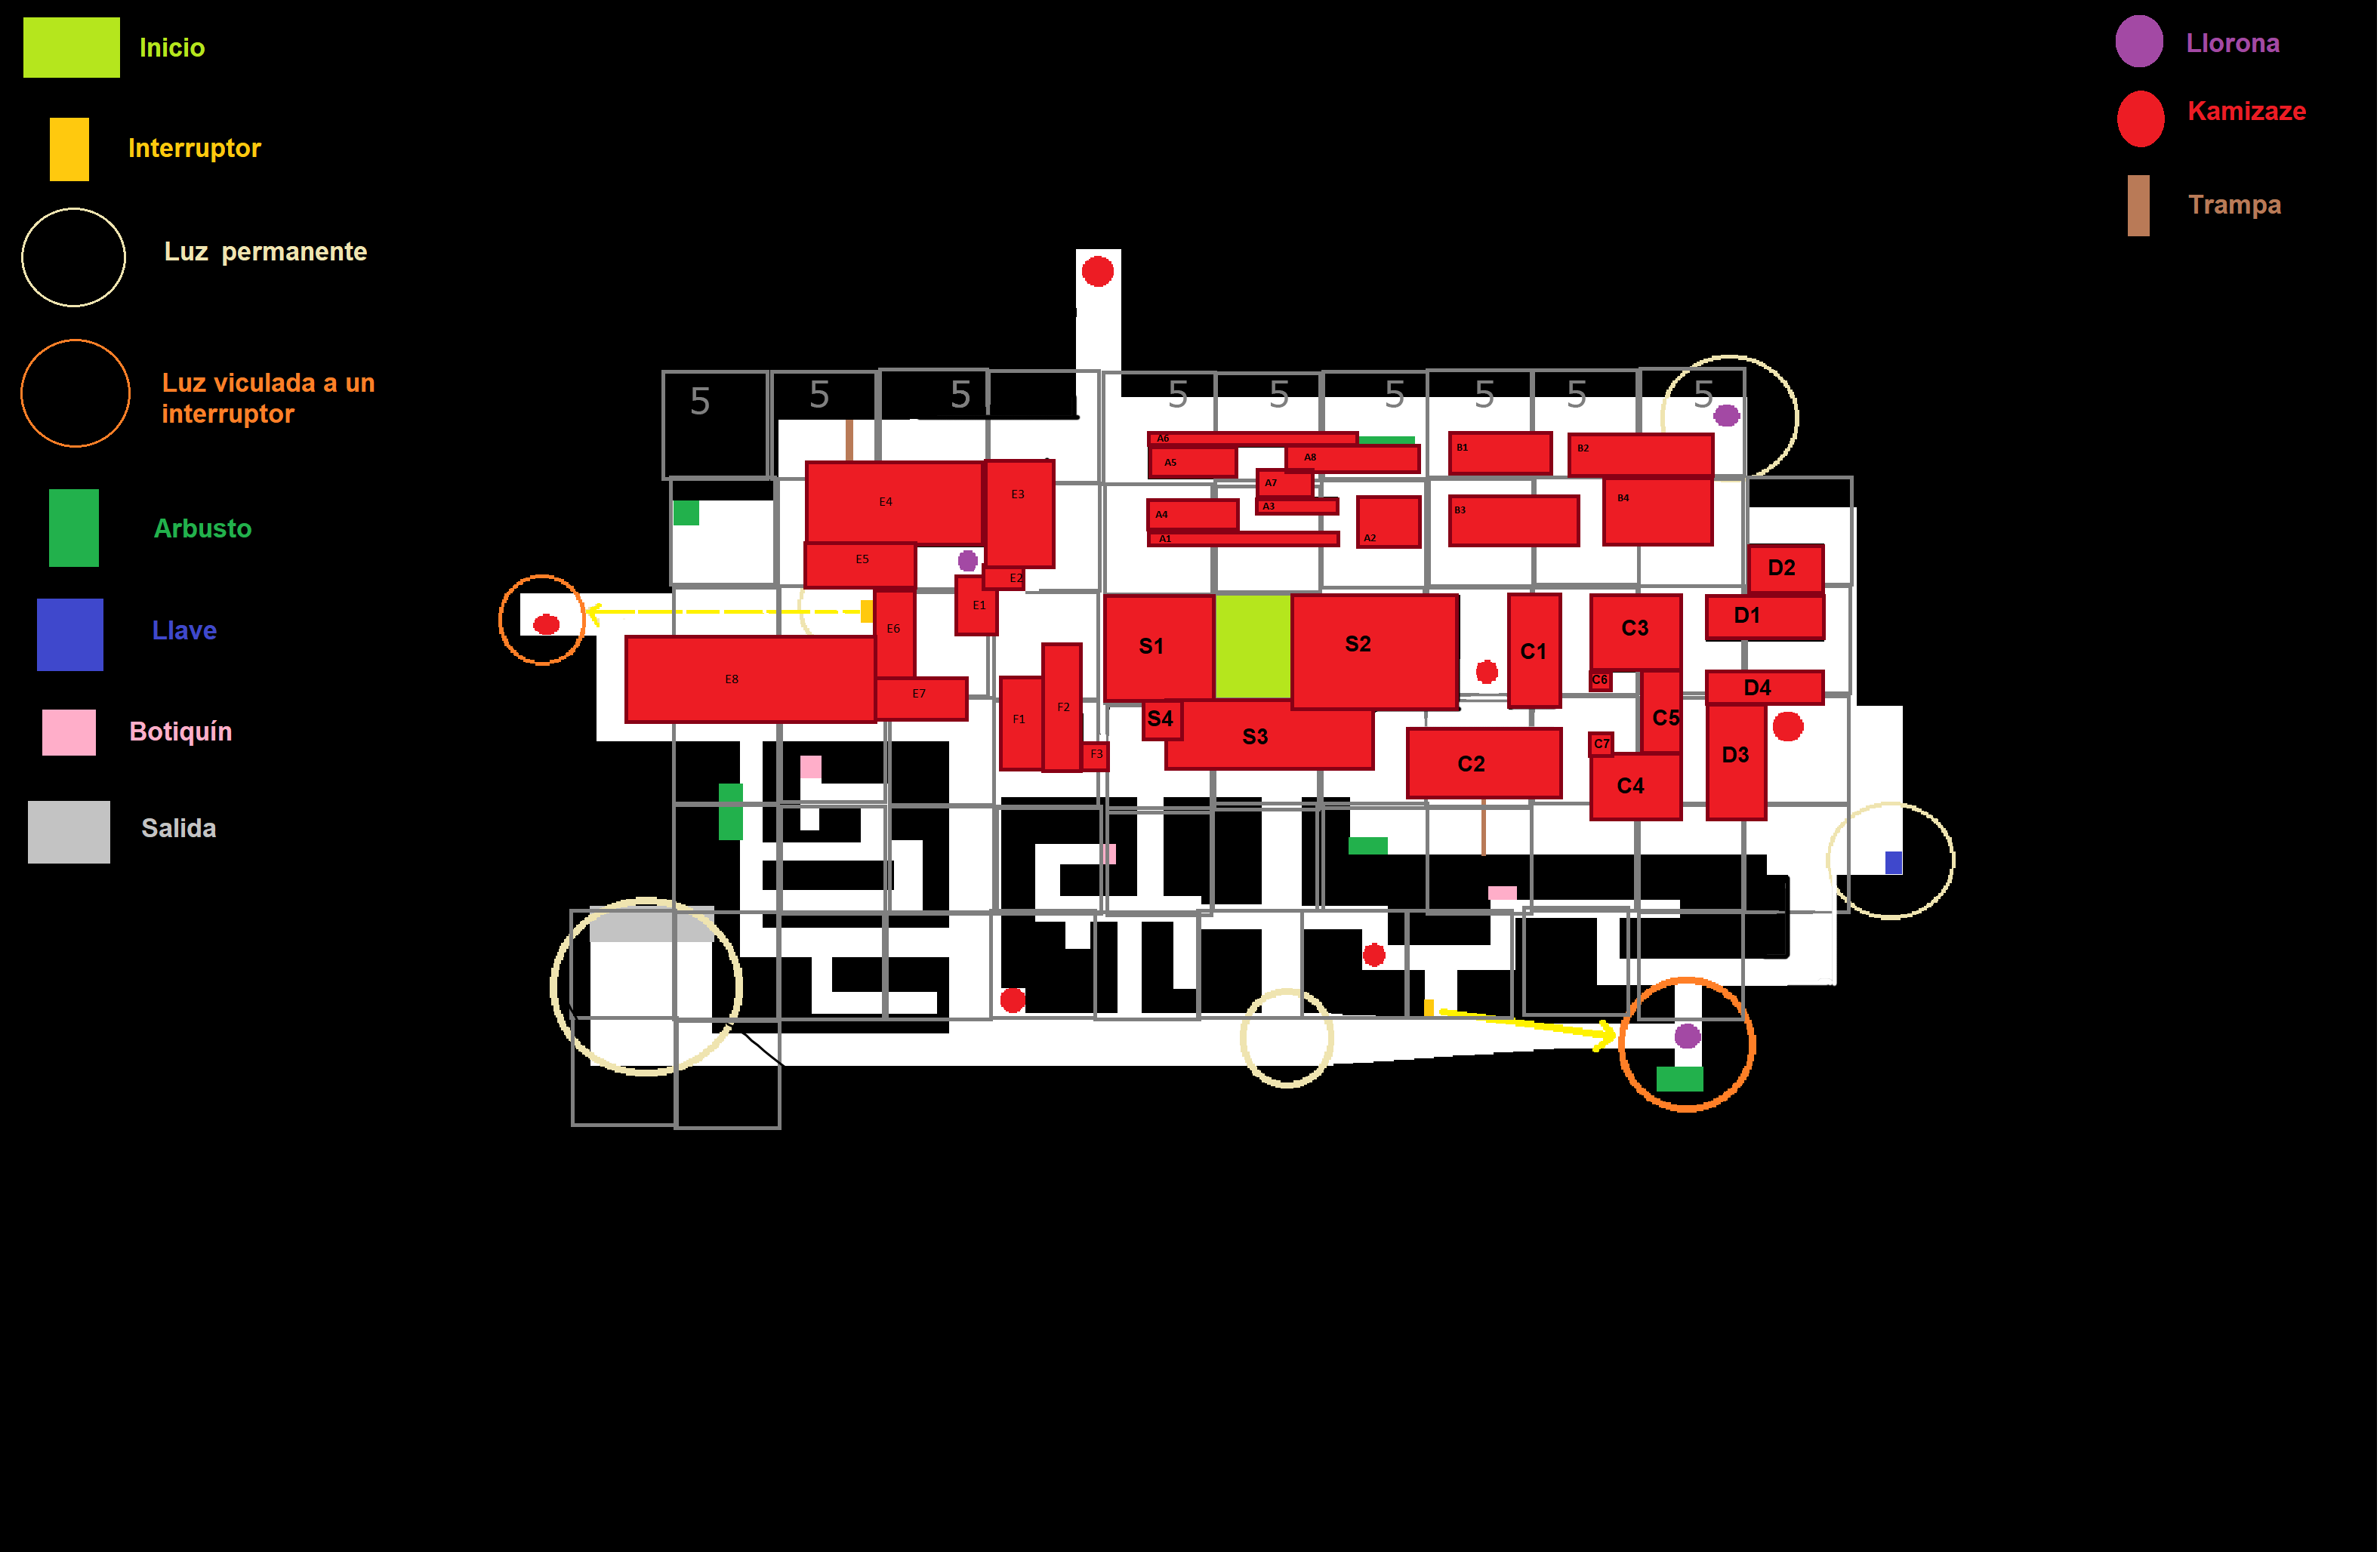 Inicio
Interruptor
Luz permanente
Luz viculada a un
interruptor
Arbusto
Llave
Botiquín
Salida
Llorona
Kamizaze
Trampa
5 5 5 5 5 5 5 5 5
A6
A5
A8
A7
A4
A3
A1
A2
B1
B2
B3
B4
E4
E3
E5
E2
E1
E6
E8
E7
F1
F2
F3
S1
S2
S4
S3
C1
C3
C6
C5
C2
C7
C4
D2
D1
D4
D3